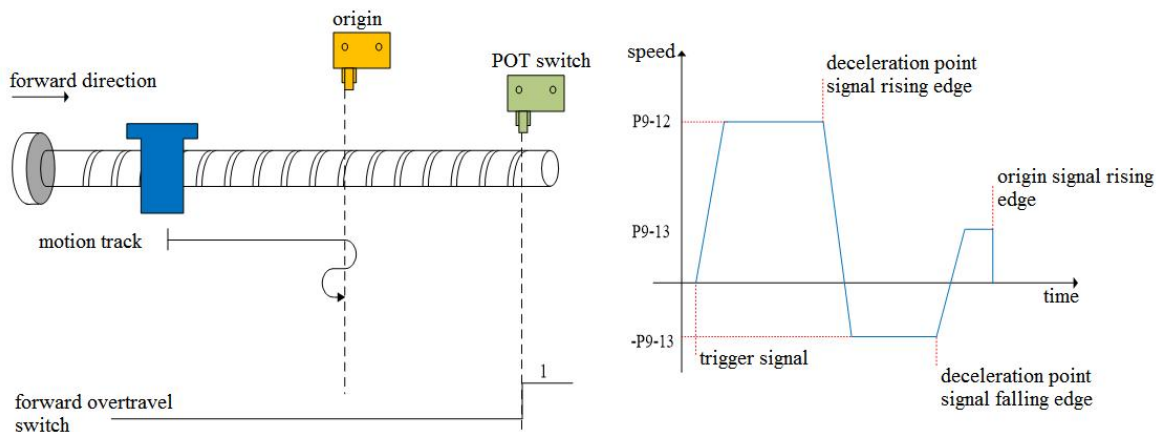 origin
POT switch
forward direction
motion track
1
forward overtravel
switch
speed
deceleration point
signal rising edge
P9-12
origin signal rising
edge
P9-13
time
-P9-13
trigger signal
deceleration point
signal falling edge